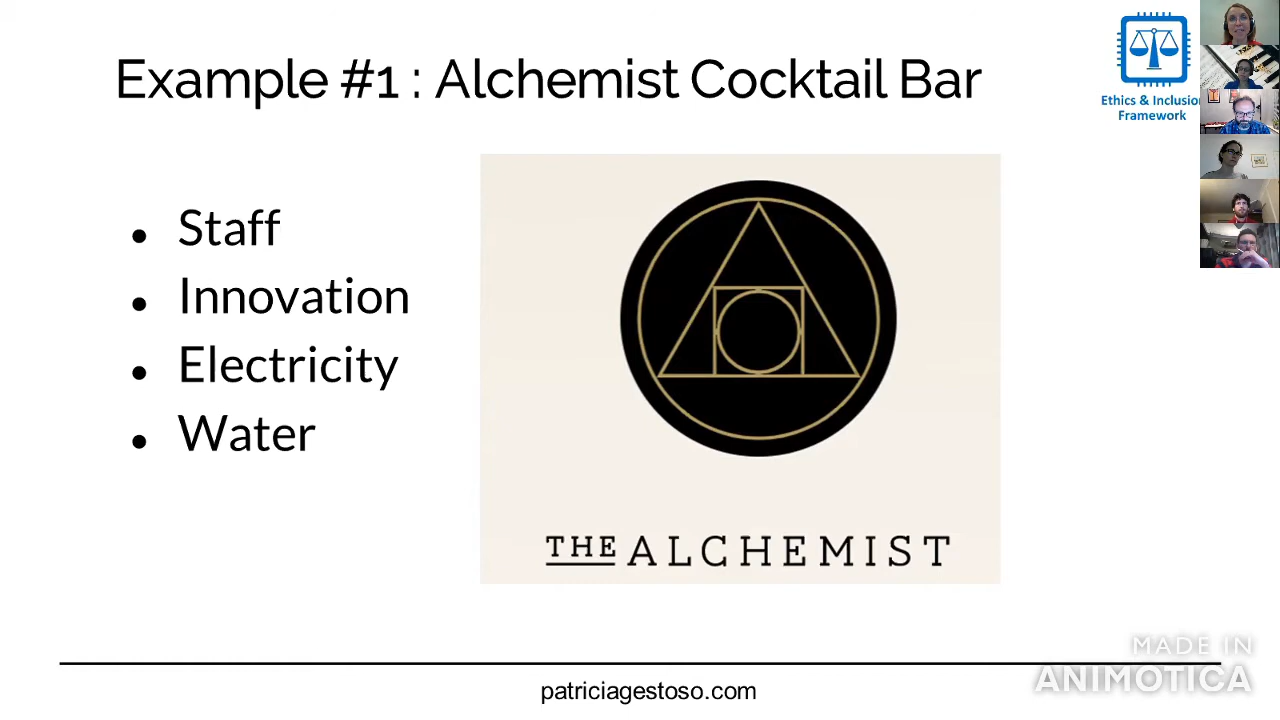 Example #1 : Alchemist Cocktail Bar
Ethics & Inclusio
Framework
• Staff
• Innovation
• Electricity
• Water
THE ALCHEMIST
patriciagestoso.com
MADE IN
ANIMOTICA